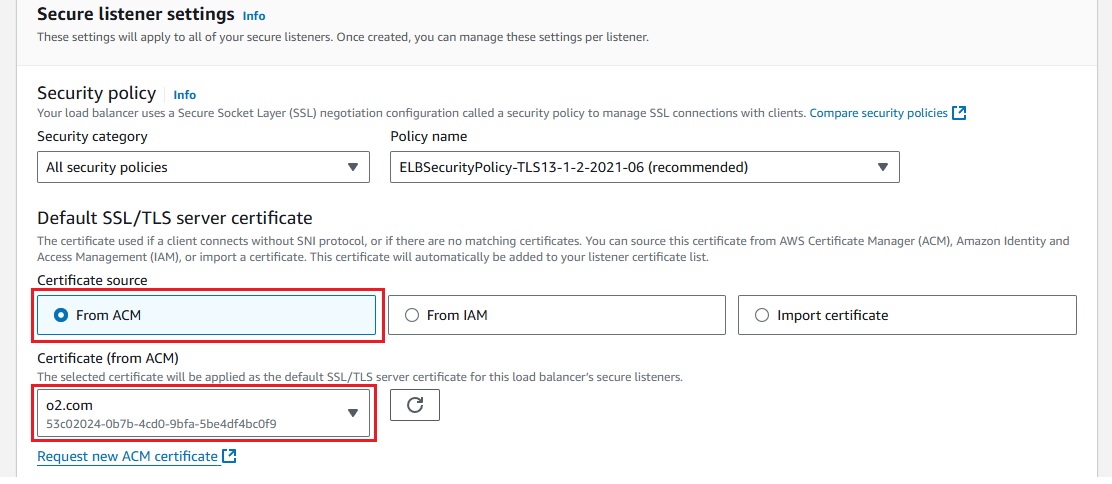 Secure listener settings Info
These settings will apply to all of your secure listeners. Once created, you can manage these settings per listener.
Security policy Info
Your load balancer uses a Secure Socket Layer (SSL) negotiation configuration called a security policy to manage SSL connections with clients. Compare security policies
Security category
Policy name
All security policies
ELBSecurityPolicy-TLS13-1-2-2021-06 (recommended)
Default SSL/TLS server certificate
The certificate used if a client connects without SNI protocol, or if there are no matching certificates. You can source this certificate from AWS Certificate Manager (ACM), Amazon Identity and
Access Management (IAM), or import a certificate. This certificate will automatically be added to your listener certificate list.
Certificate source
From ACM
From IAM
Import certificate
Certificate (from ACM)
The selected certificate will be applied as the default SSL/TLS server certificate for this load balancer's secure listeners.
o2.com
53c02024-0b7b-4cd0-9bfa-5be4df4bc0f9
Request new ACM certificate